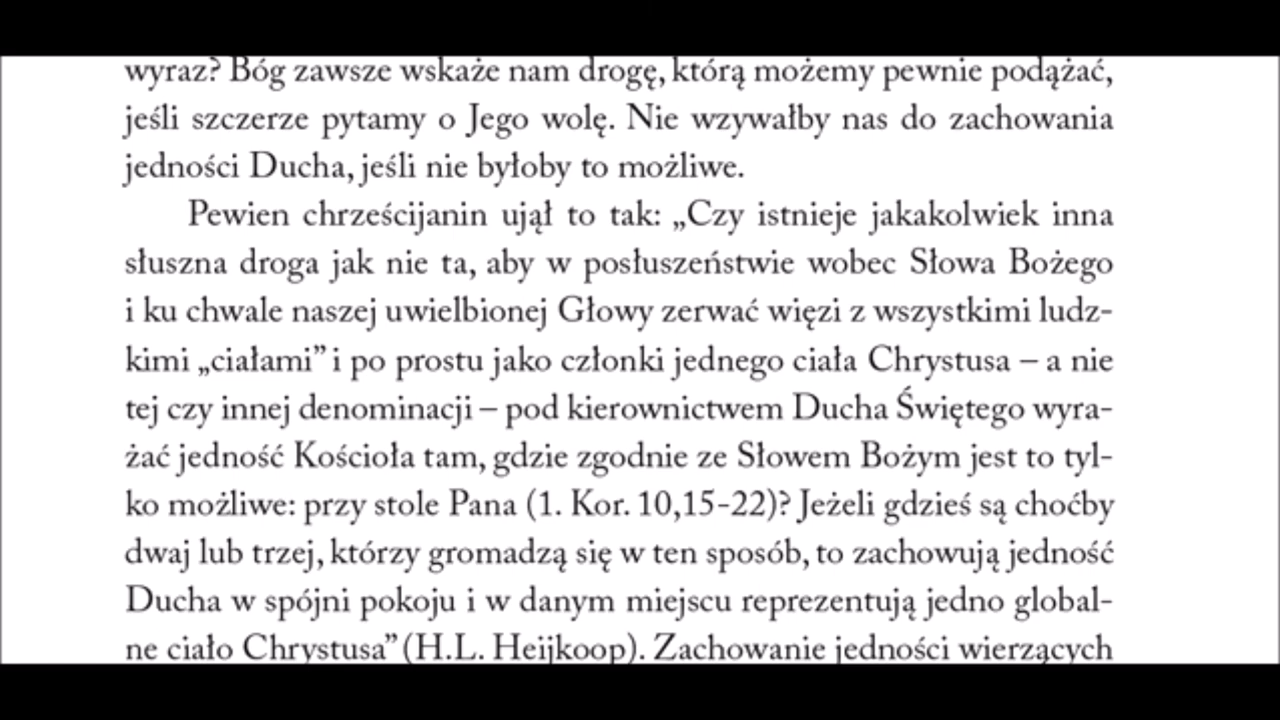 wyraz? Bóg zawsze wskaże nam drogę, którą możemy pewnie podążać,
jeśli szczerze pytamy o Jego wolę. Nie wzywałby nas do zachowania
jedności Ducha, jeśli nie byłoby to możliwe.
Pewien chrześcijanin ujął to tak: „Czy istnieje jakakolwiek inna
słuszna droga jak nie ta, aby w posłuszeństwie wobec Słowa Bożego
i ku chwale naszej uwielbionej Głowy zerwać więzi z wszystkimi ludz-
kimi „ciałami” i po prostu jako członki jednego ciała Chrystusa – a nie
tej czy innej denominacji – pod kierownictwem Ducha Świętego wyra-
żać jedność Kościoła tam, gdzie zgodnie ze Słowem Bożym jest to tyl-
ko możliwe: przy stole Pana (1. Kor. 10,15-22)? Jeżeli gdzieś są choćby
dwaj lub trzej, którzy gromadzą się w ten sposób, to zachowują jedność
Ducha w spójni pokoju i w danym miejscu reprezentują jedno global-
ne ciało Chrystusa” (H.L. Heijkoop). Zachowanie jedności wierzących